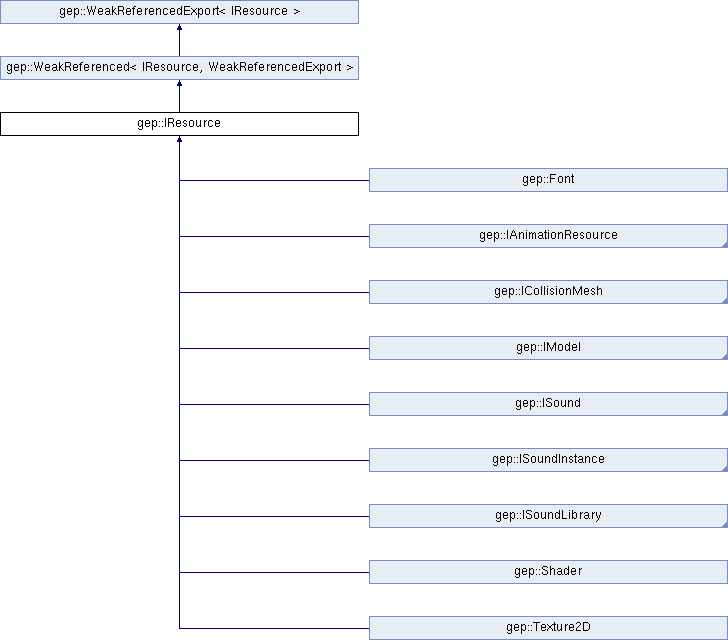 gep::WeakReferencedExport< IResource >
gep::WeakReferenced< IResource, WeakReferencedExport >
gep::IResource
gep::Font
gep::IAnimationResource
gep::ICollisionMesh
gep::IModel
gep::ISound
gep::ISoundInstance
gep::ISoundLibrary
gep::Shader
gep::Texture2D